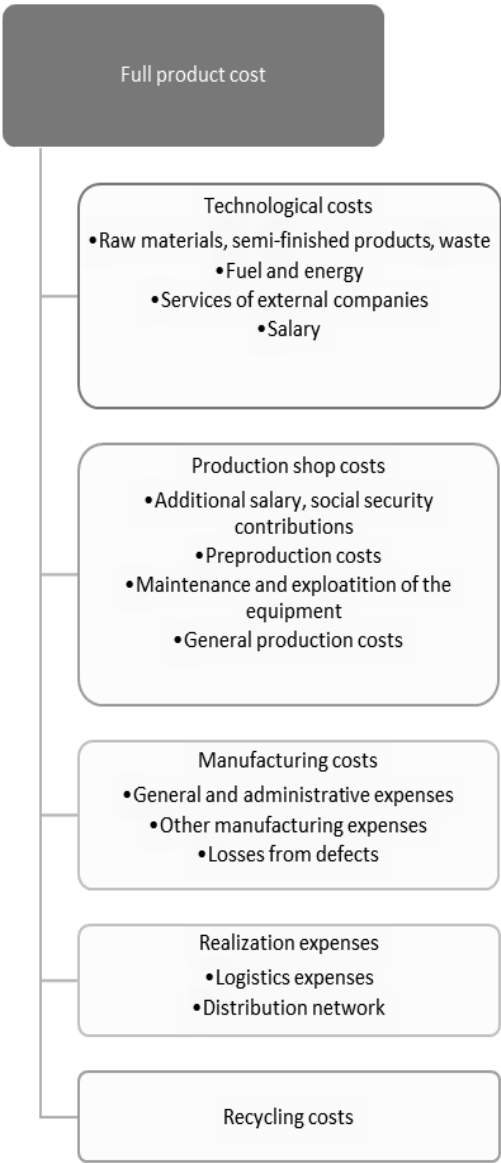 Full product cost
Technological costs
•Raw materials, semi-finished products, waste
•Fuel and energy
•Services of external companies
•Salary
Production shop costs
•Additional salary, social security
contributions
•Preproduction costs
•Maintenance and exploatition of the
equipment
•General production costs
Manufacturing costs
•General and administrative expenses
•Other manufacturing expenses
•Losses from defects
Realization expenses
•Logistics expenses
•Distribution network
Recycling costs